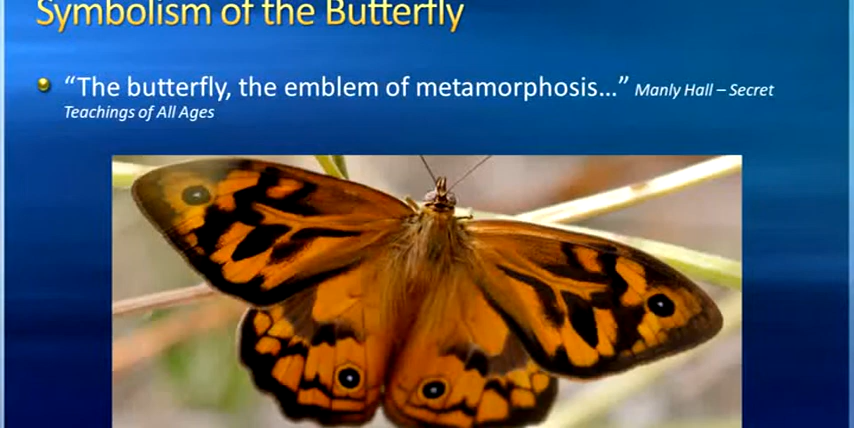 Symbolism of the Butterfly
“The butterfly, the emblem of metamorphosis…” Manly Hall – Secret
Teachings of All Ages